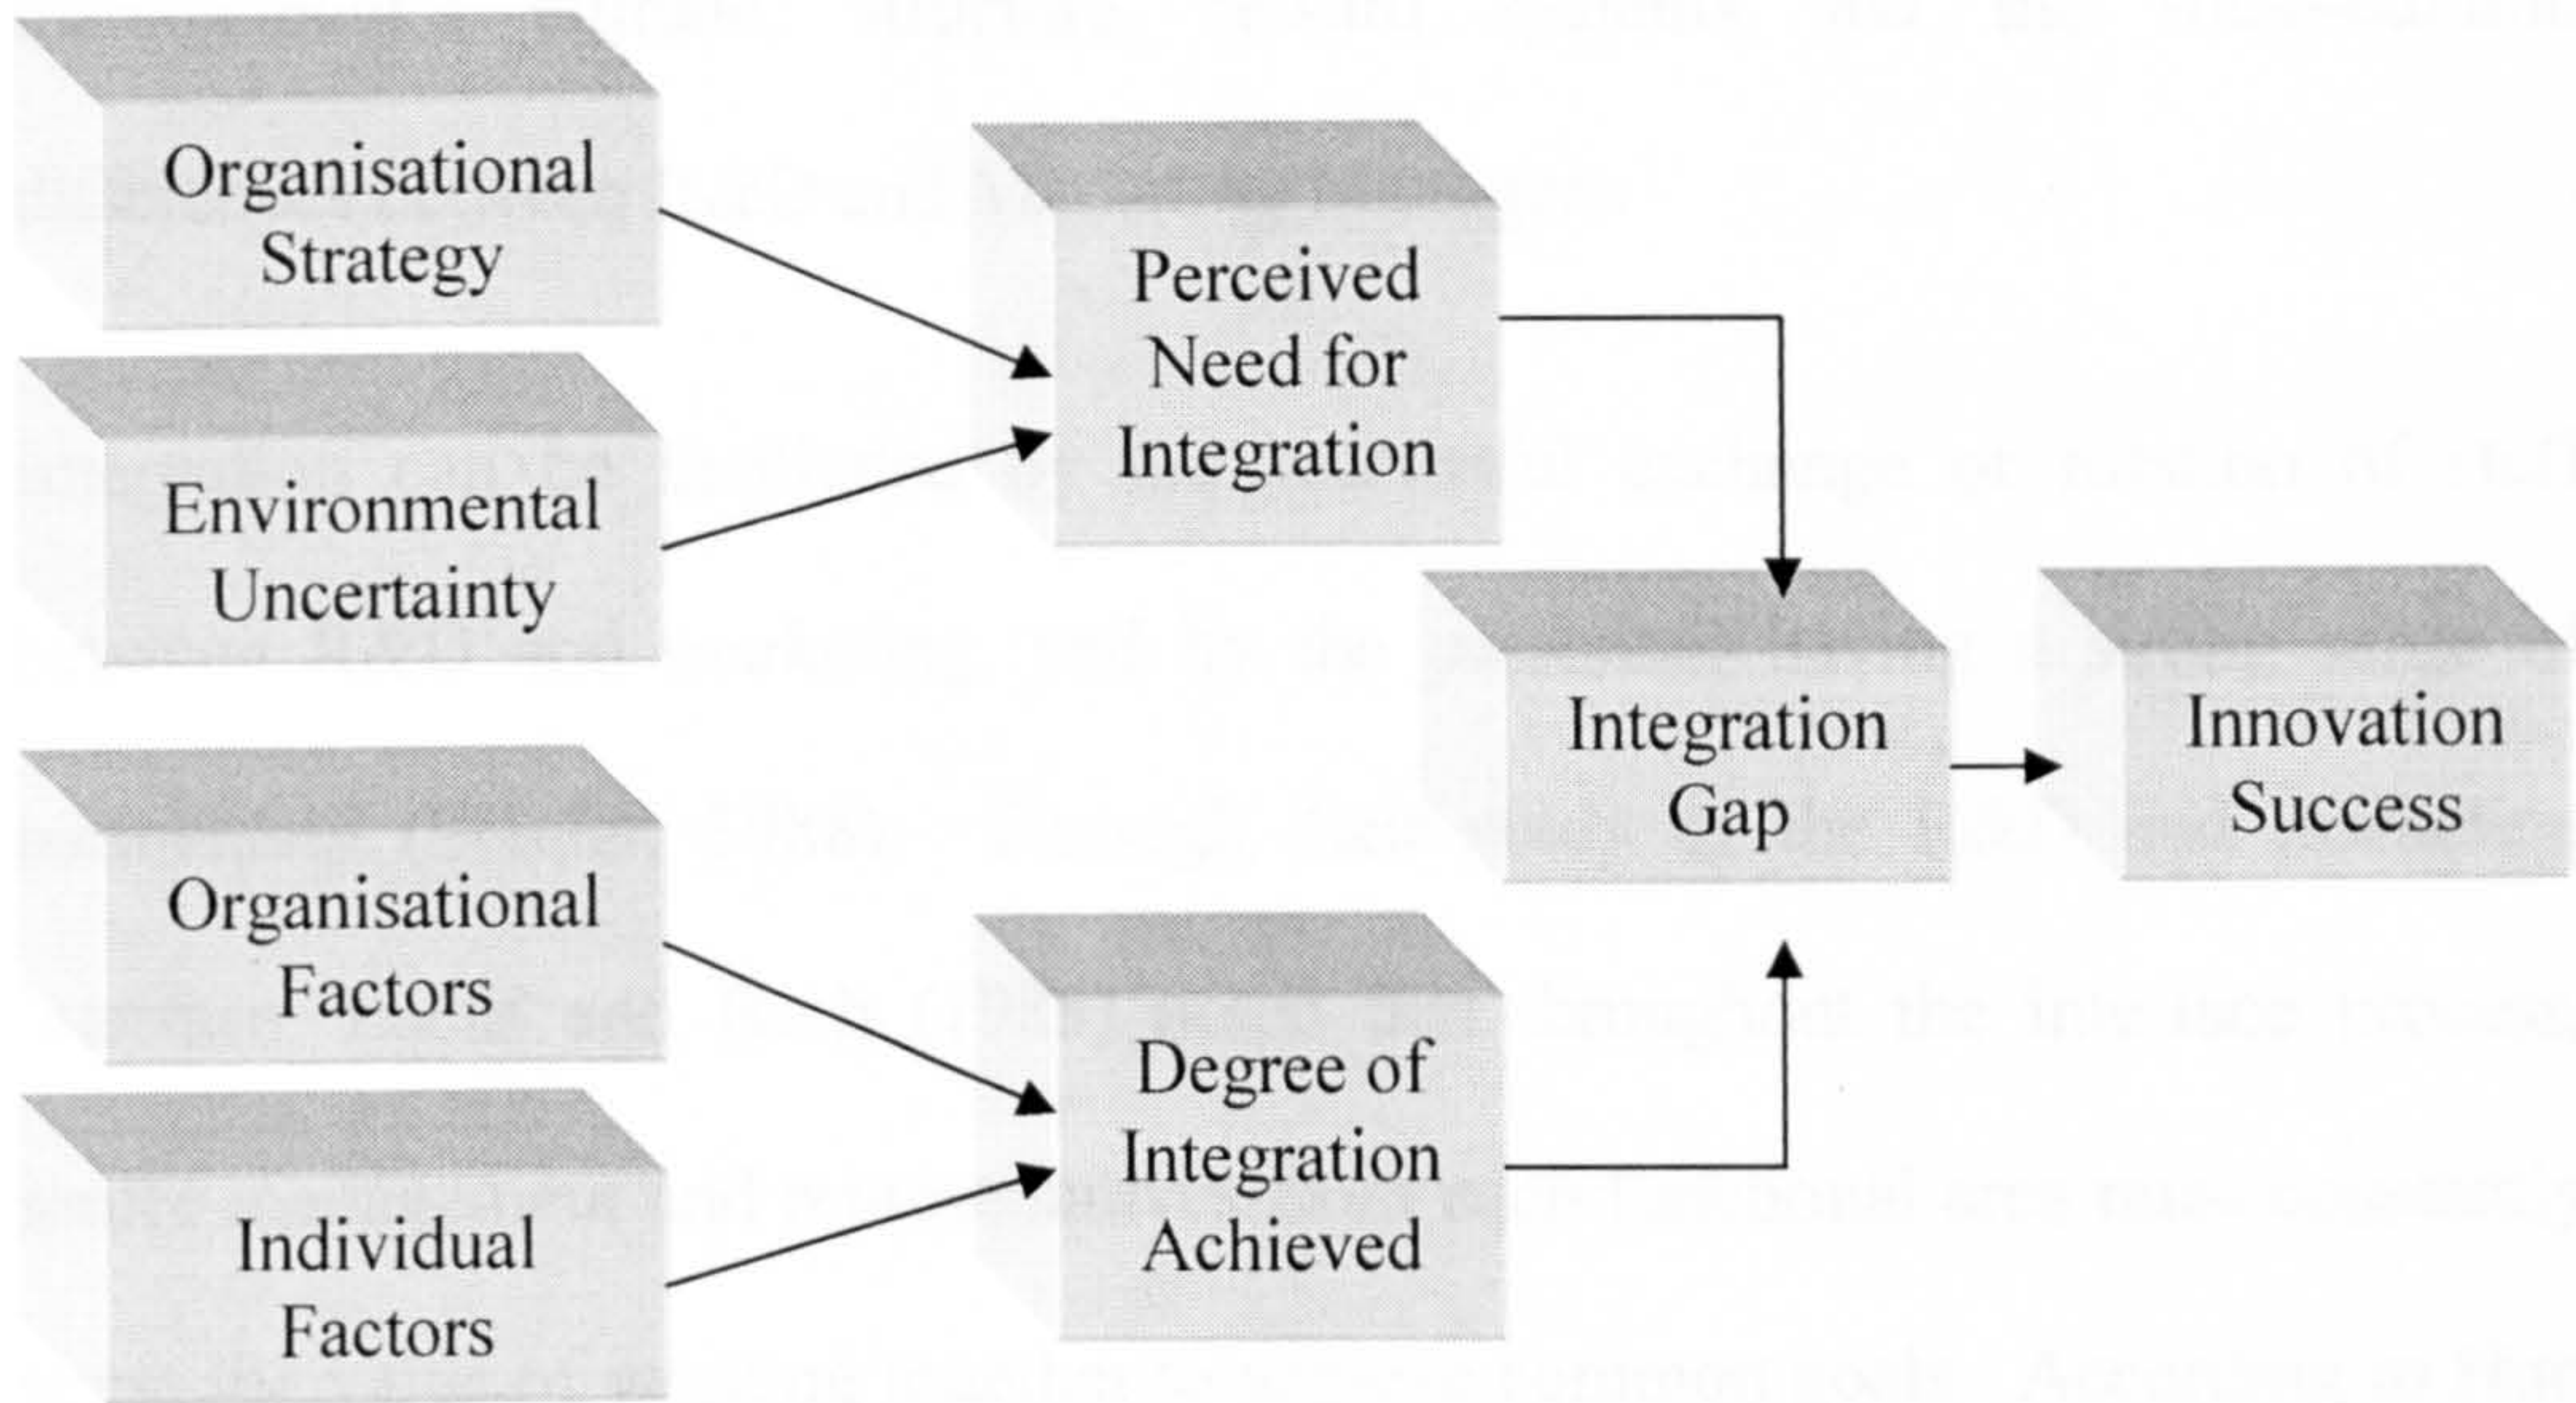 Organisational
Strategy
Environmental
Uncertainty
Perceived
Need for
Integration
Organisational
Factors
Individual
Factors
Degree of
Integration
Achieved
Integration
Gap
Innovation
Success